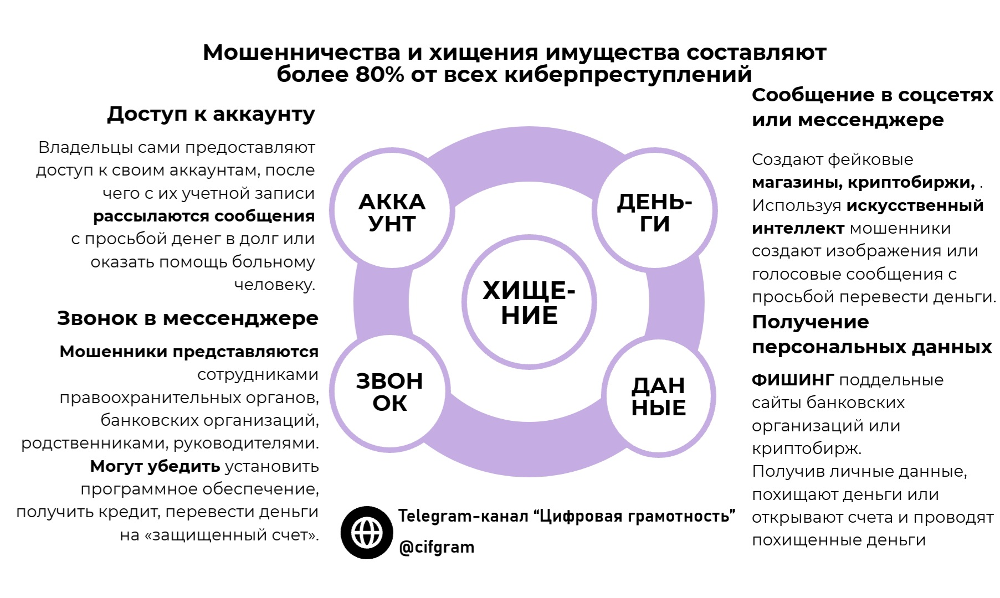 Мошенничества и хищения имущества составляют
более 80% от всех киберпреступлений
Доступ к аккаунту
Владельцы сами предоставляют
доступ к своим аккаунтам, после
чего с их учетной записи
рассылаются сообщения
с просьбой денег в долг или
оказать помощь больному
человеку.
Звонок в мессенджере
Мошенники представляются
сотрудниками
правоохранительных органов,
банковских организаций,
родственниками, руководителями.
Могут убедить установить
программное обеспечение,
получить кредит, перевести деньги
на «защищенный счет».
АККА
УНТ
ДЕНЬ-
ГИ
ХИЩЕ-
НИЕ
ЗВОН
ОК
ДАН
НЫЕ
Сообщение в соцсетях
или мессенджере
Создают фейковые
магазины, криптобиржи, .
Используя искусственный
интеллект мошенники
создают изображения или
голосовые сообщения с
просьбой перевести деньги.
Получение
персональных данных
ФИШИНГ поддельные
сайты банковских
организаций или
криптобирж.
Получив личные данные,
похищают деньги или
открывают счета и проводят
похищенные деньги
Telegram-канал “Цифровая грамотность”
@cifgram